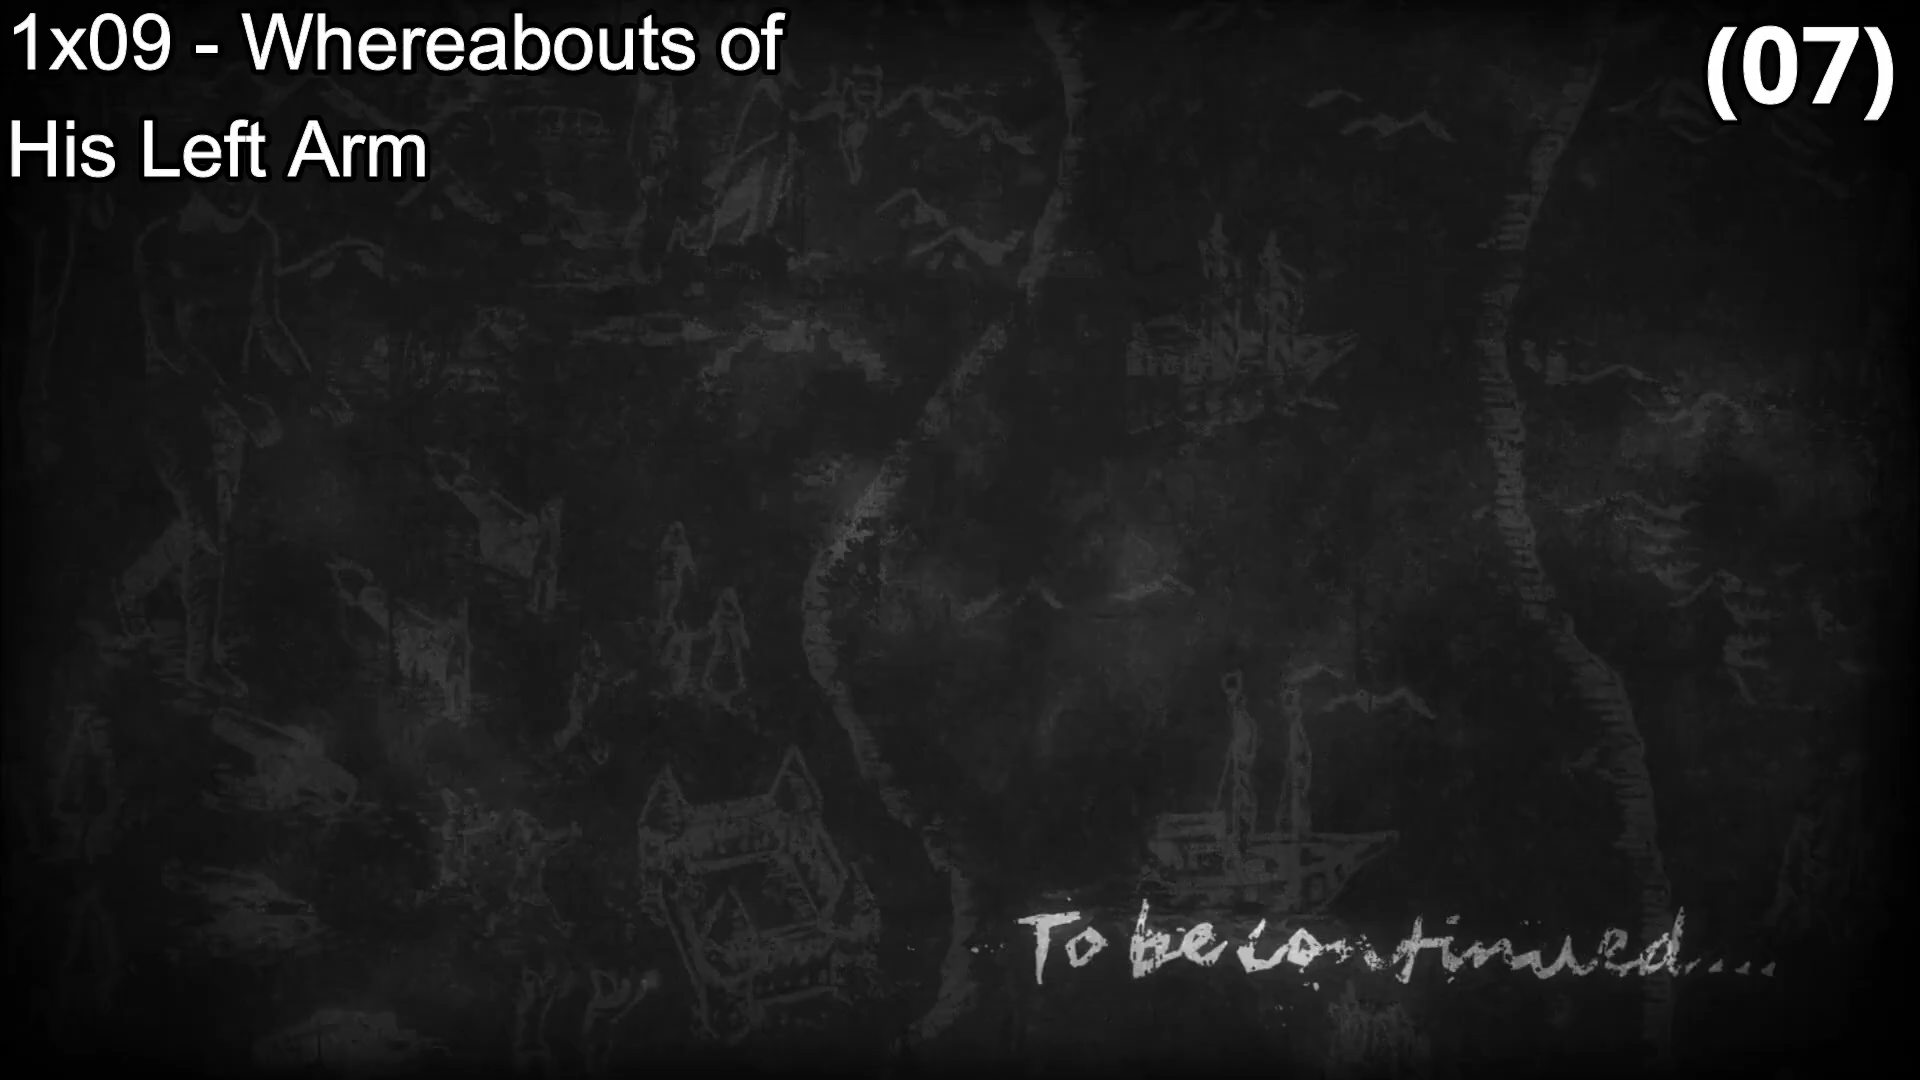 1x09 - Whereabouts of
His Left Arm
(07)
To be continued...